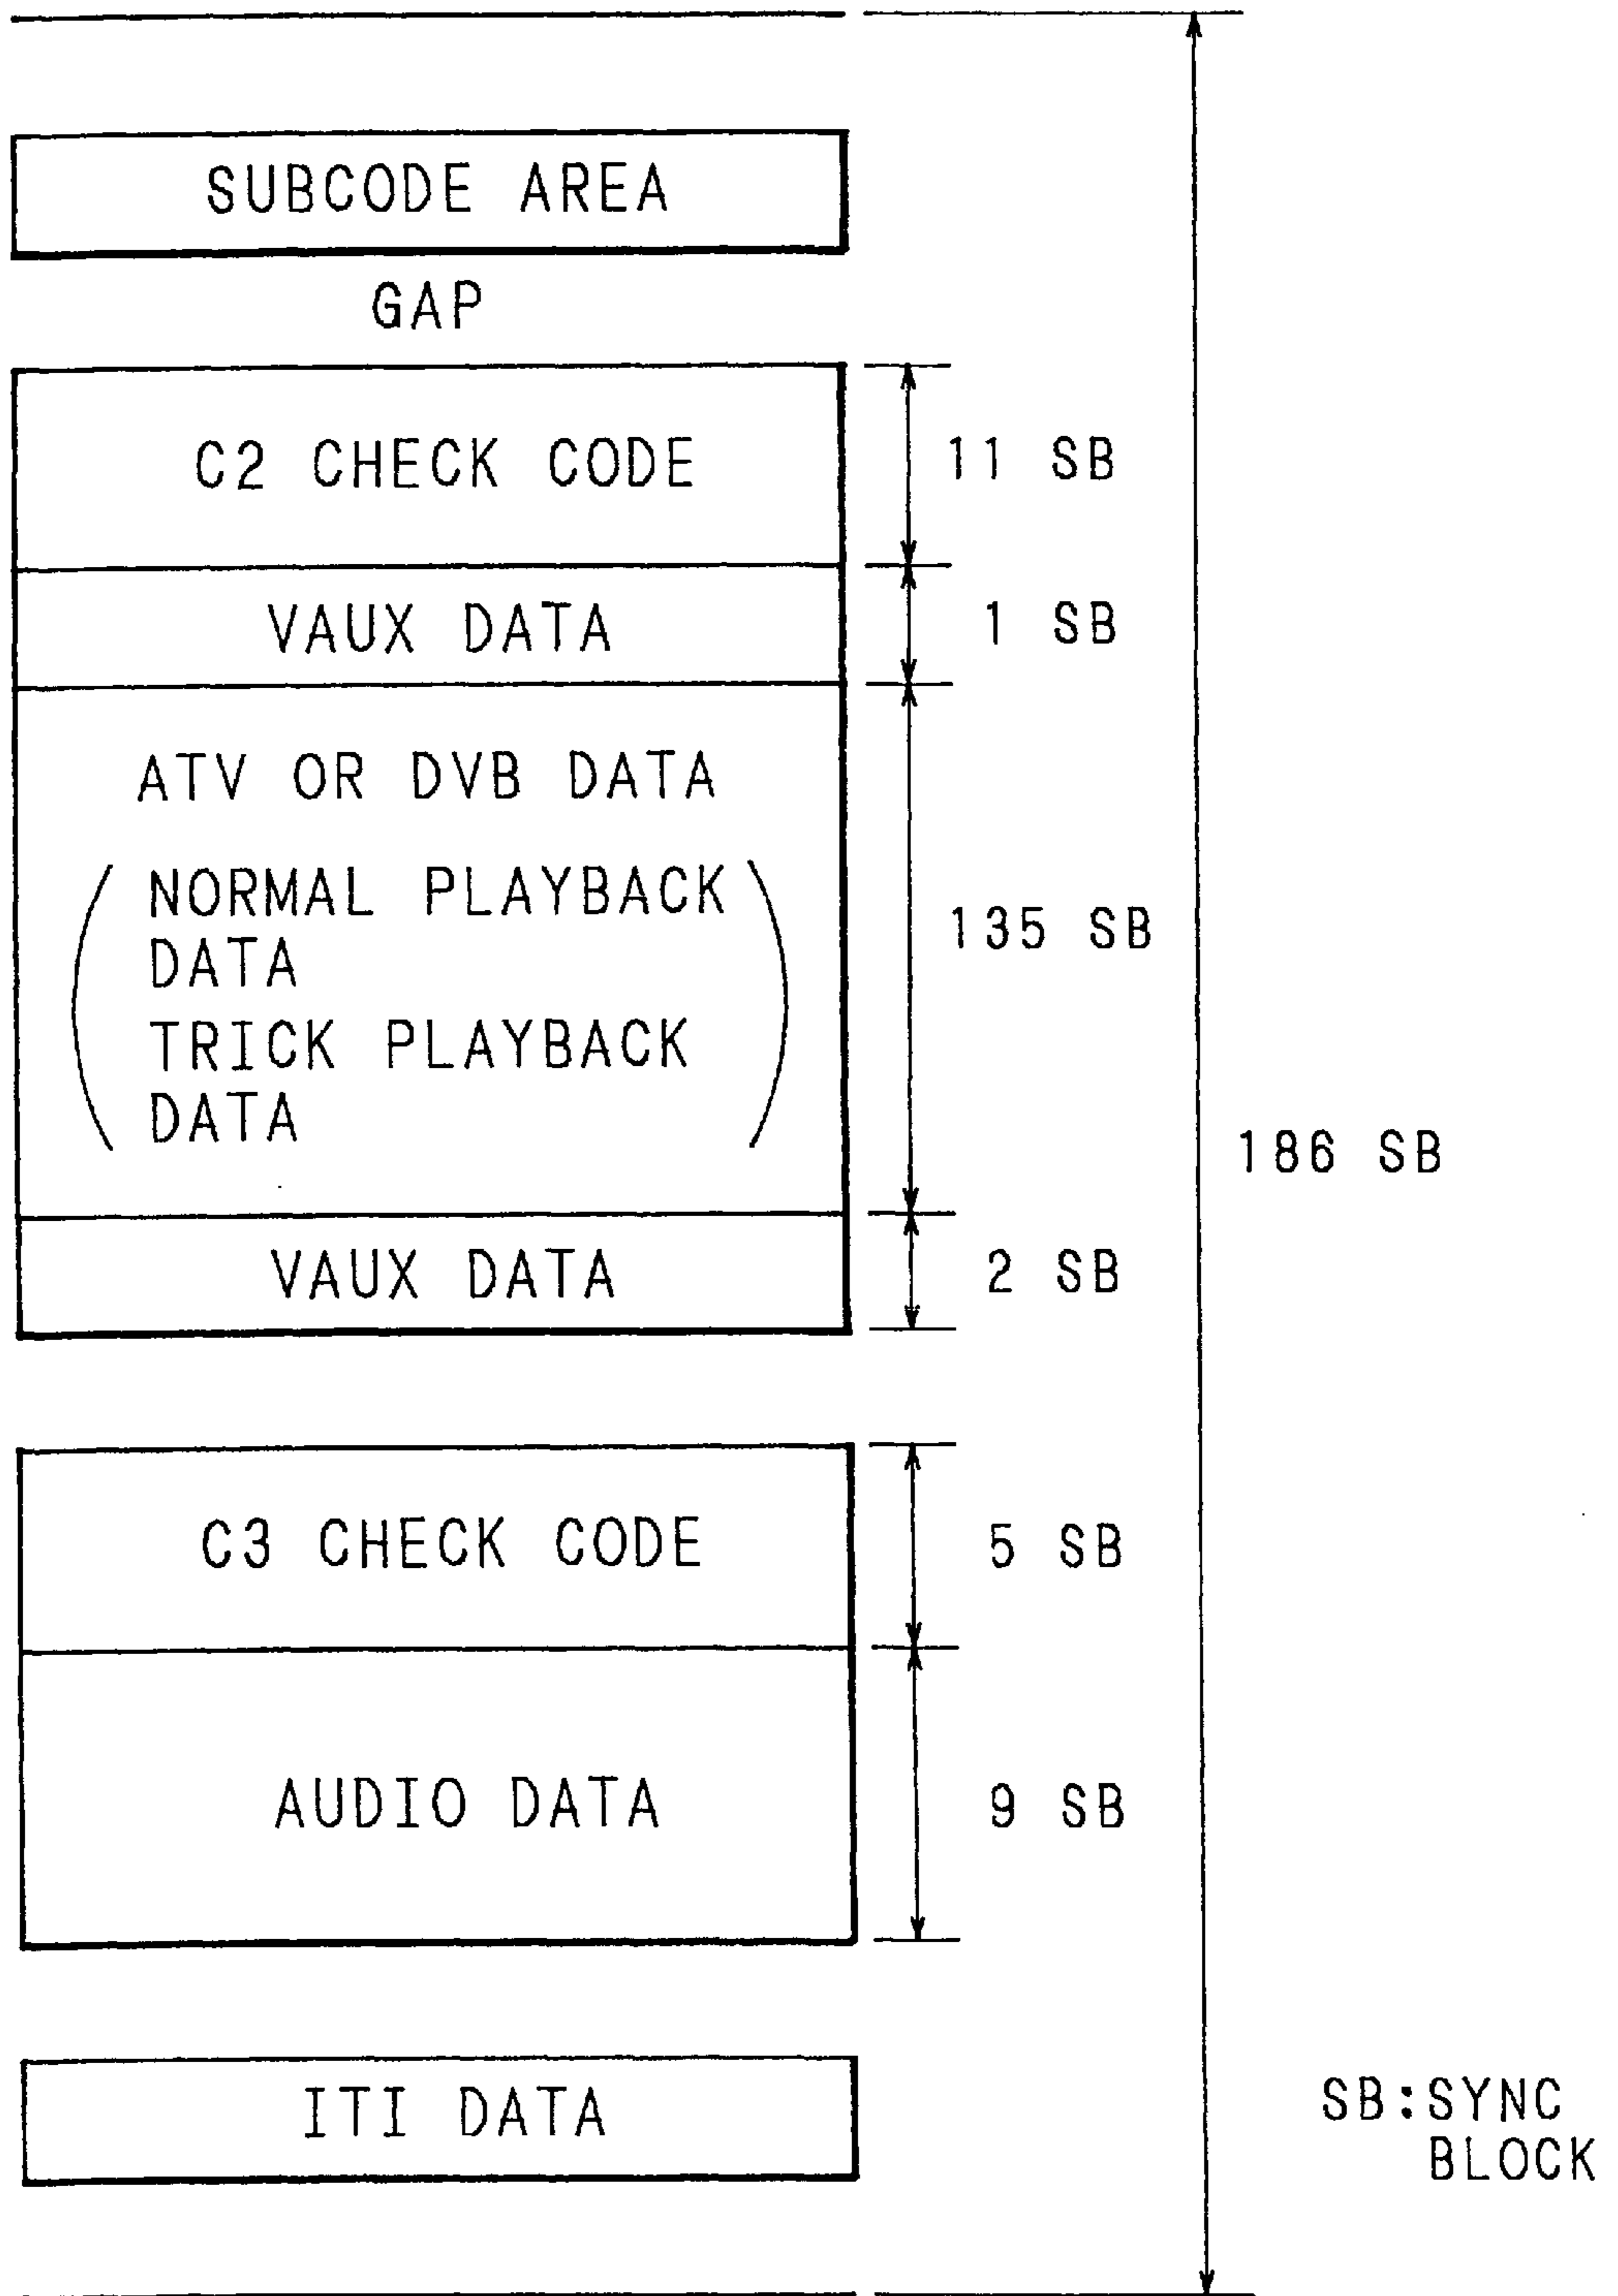 SUBCODE AREA
GAP
C2 CHECK CODE
11 SB
VAUX DATA
1 SB
ATV OR DVB DATA
NORMAL PLAYBACK
DATA
TRICK PLAYBACK
DATA
135 SB
186 SB
VAUX DATA
2 SB
C3 CHECK CODE
5 SB
AUDIO DATA
9 SB
ITI DATA
SB:SYNC
BLOCK